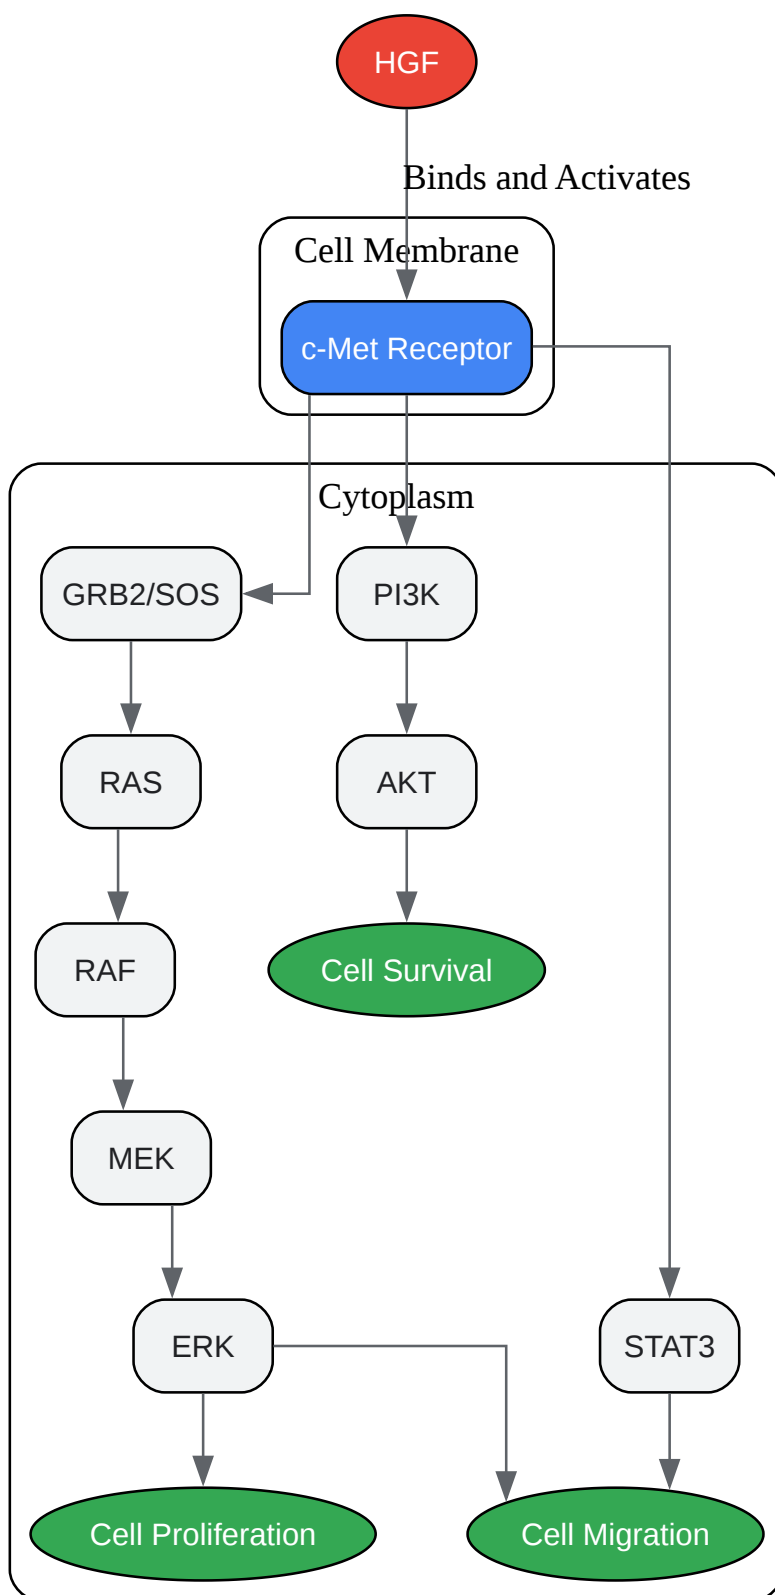 HGF
Binds and Activates
Cell Membrane
c-Met Receptor
Cytoplasm
GRB2/SOS
PI3K
RAS
AKT
RAF
Cell Survival
MEK
ERK
STAT3
Cell Proliferation
Cell Migration